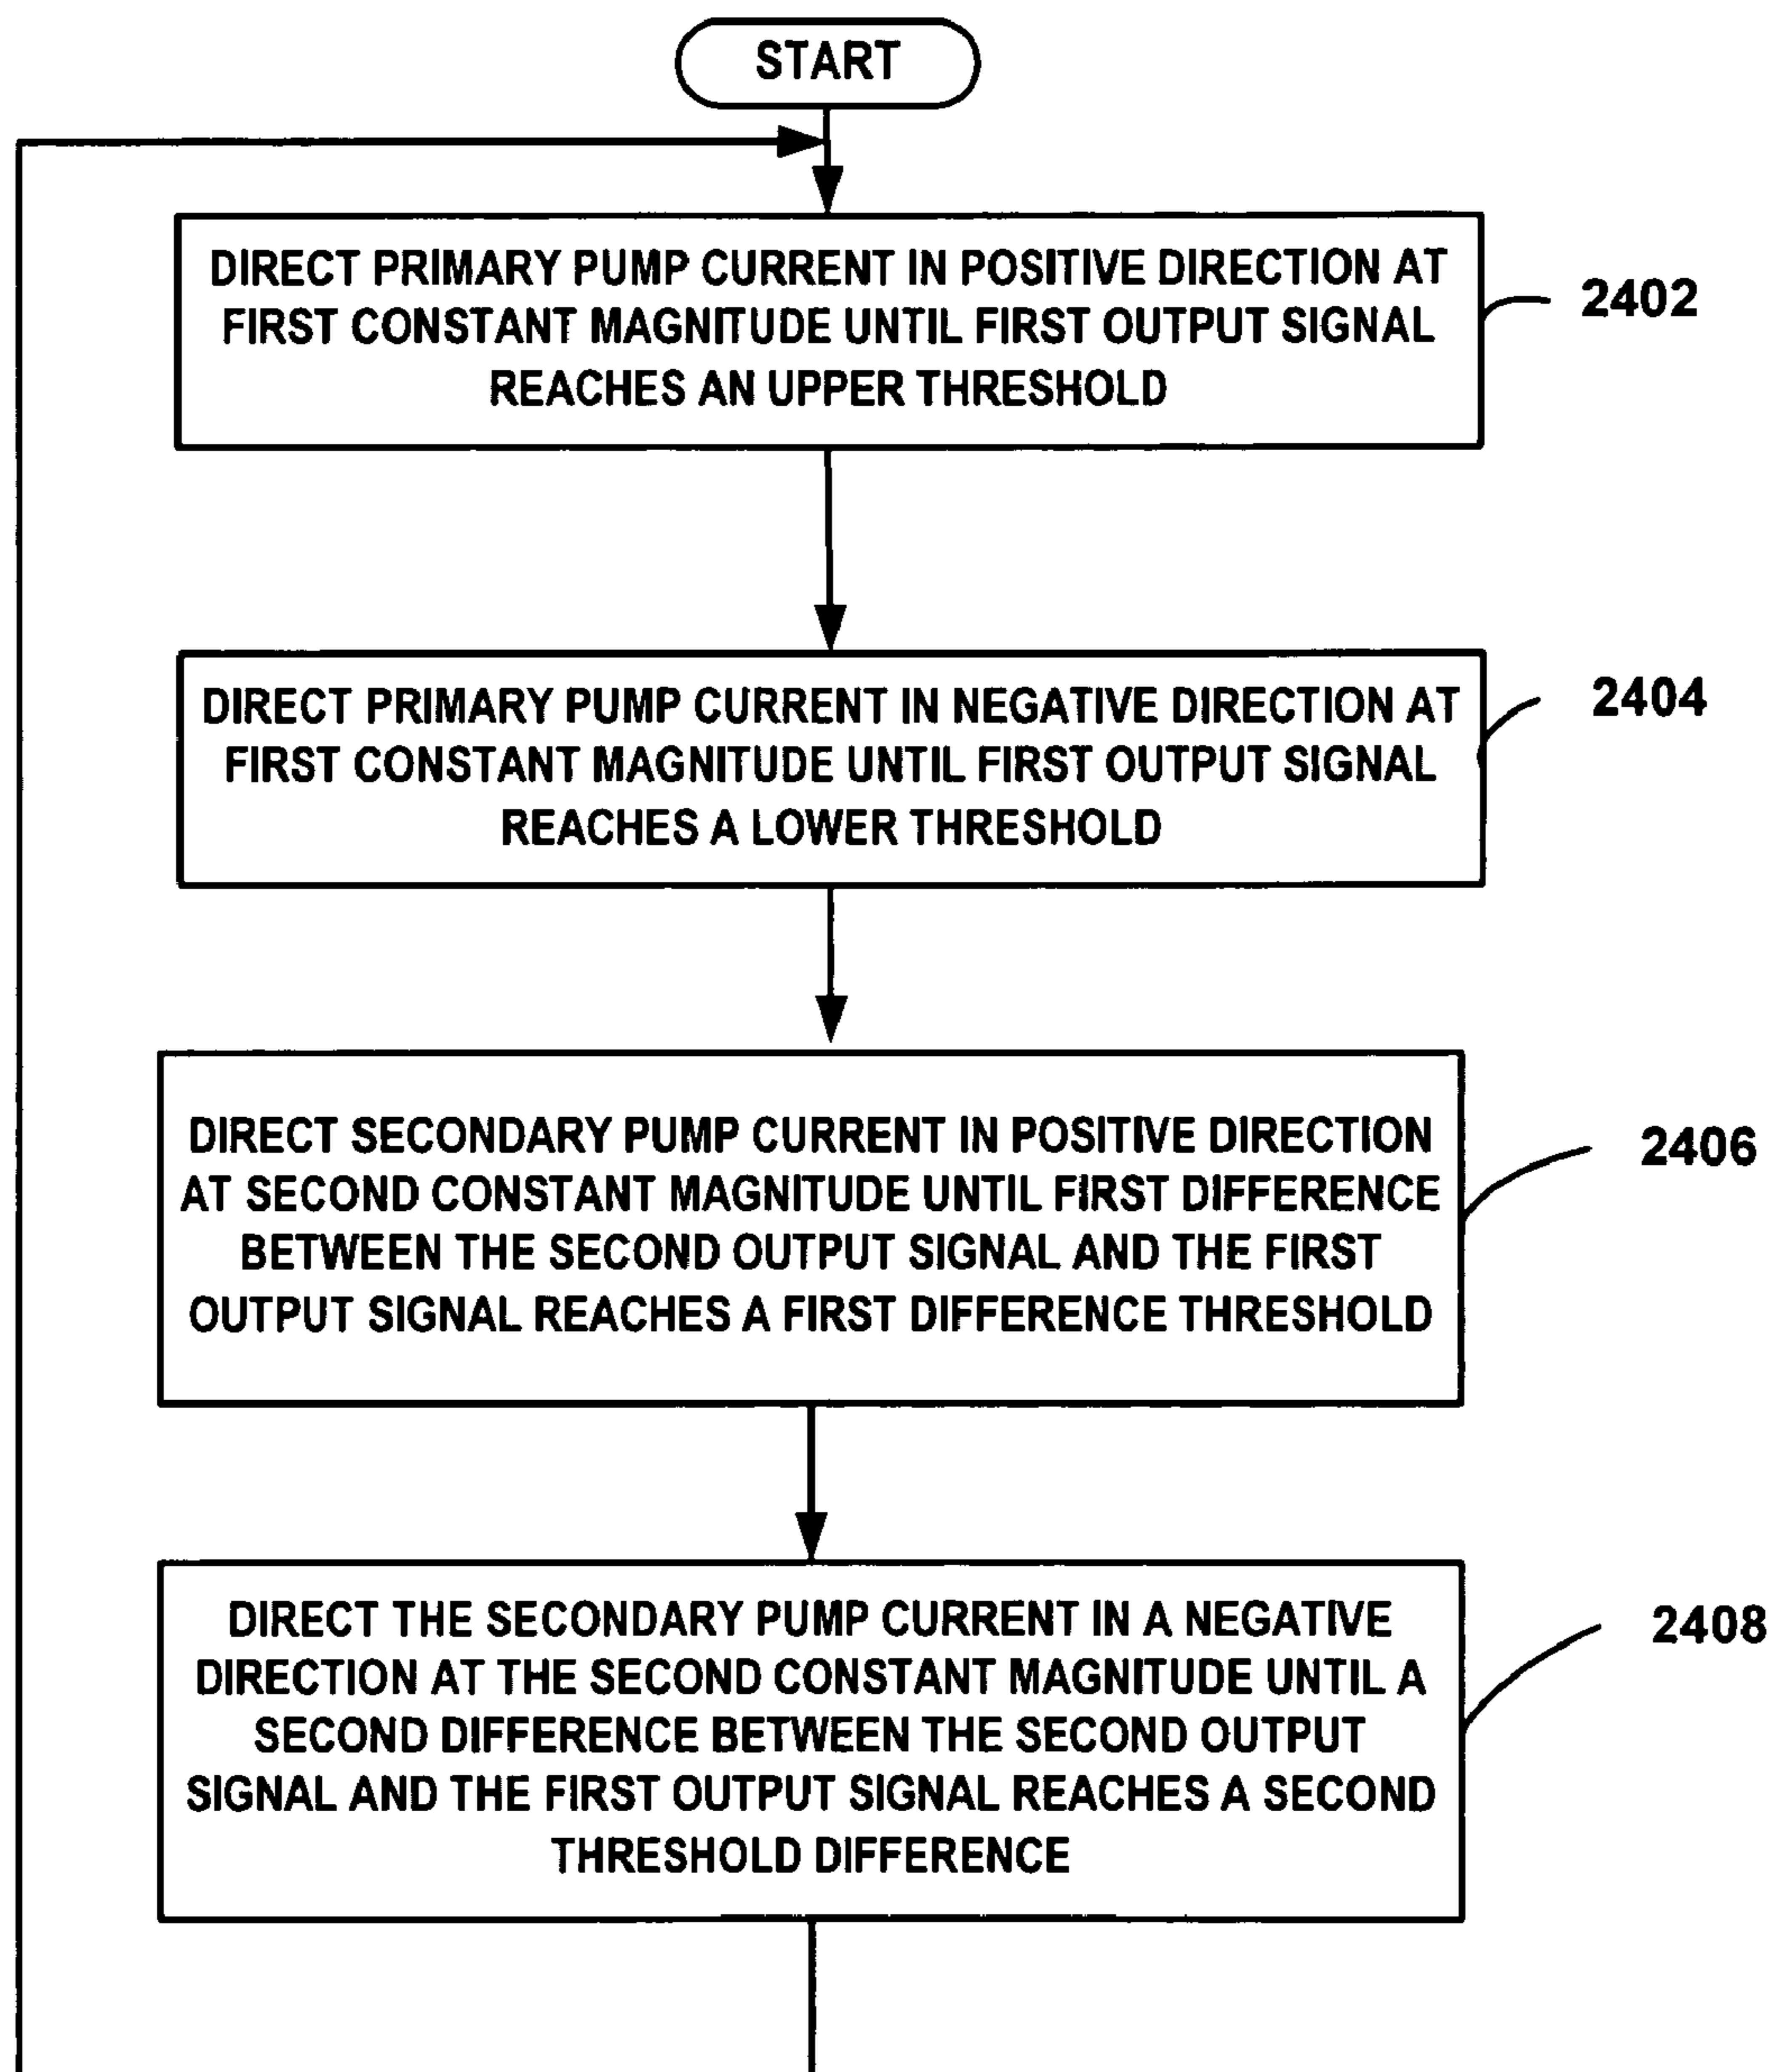 START
DIRECT PRIMARY PUMP CURRENT IN POSITIVE DIRECTION AT
FIRST CONSTANT MAGNITUDE UNTIL FIRST OUTPUT SIGNAL
REACHES AN UPPER THRESHOLD
2402
DIRECT PRIMARY PUMP CURRENT IN NEGATIVE DIRECTION AT
FIRST CONSTANT MAGNITUDE UNTIL FIRST OUTPUT SIGNAL
REACHES A LOWER THRESHOLD
2404
DIRECT SECONDARY PUMP CURRENT IN POSITIVE DIRECTION
AT SECOND CONSTANT MAGNITUDE UNTIL FIRST DIFFERENCE
BETWEEN THE SECOND OUTPUT SIGNAL AND THE FIRST
OUTPUT SIGNAL REACHES A FIRST DIFFERENCE THRESHOLD
2406
DIRECT THE SECONDARY PUMP CURRENT IN A NEGATIVE
DIRECTION AT THE SECOND CONSTANT MAGNITUDE UNTIL A
SECOND DIFFERENCE BETWEEN THE SECOND OUTPUT
SIGNAL AND THE FIRST OUTPUT SIGNAL REACHES A SECOND
THRESHOLD DIFFERENCE
2408